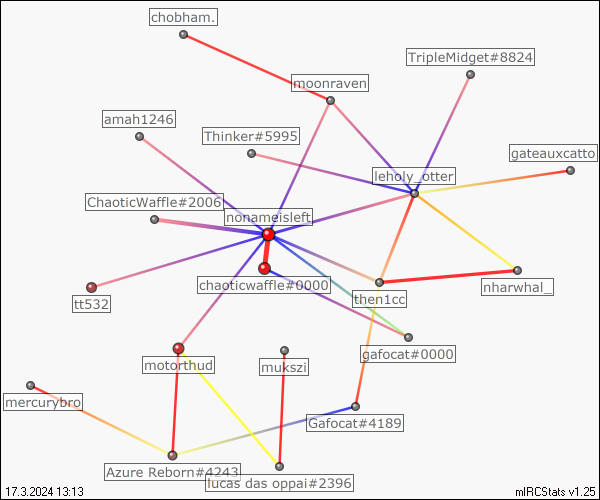 chobham.
TripleMidget#8824
moonraven
amah1246
Thinker#5995
gateauxcatto
leholy_otter
ChaoticWaffle#2006
nonameisleft
chaoticwaffle#0000
nharwhal_
tt532
then1cc
gafocat#0000
motorthud
mukszi
mercurybro
Gafocat#4189
Azure Reborn#4243
lucas das oppai#2396
17.3.2024 13:13
mIRCStats v1.25